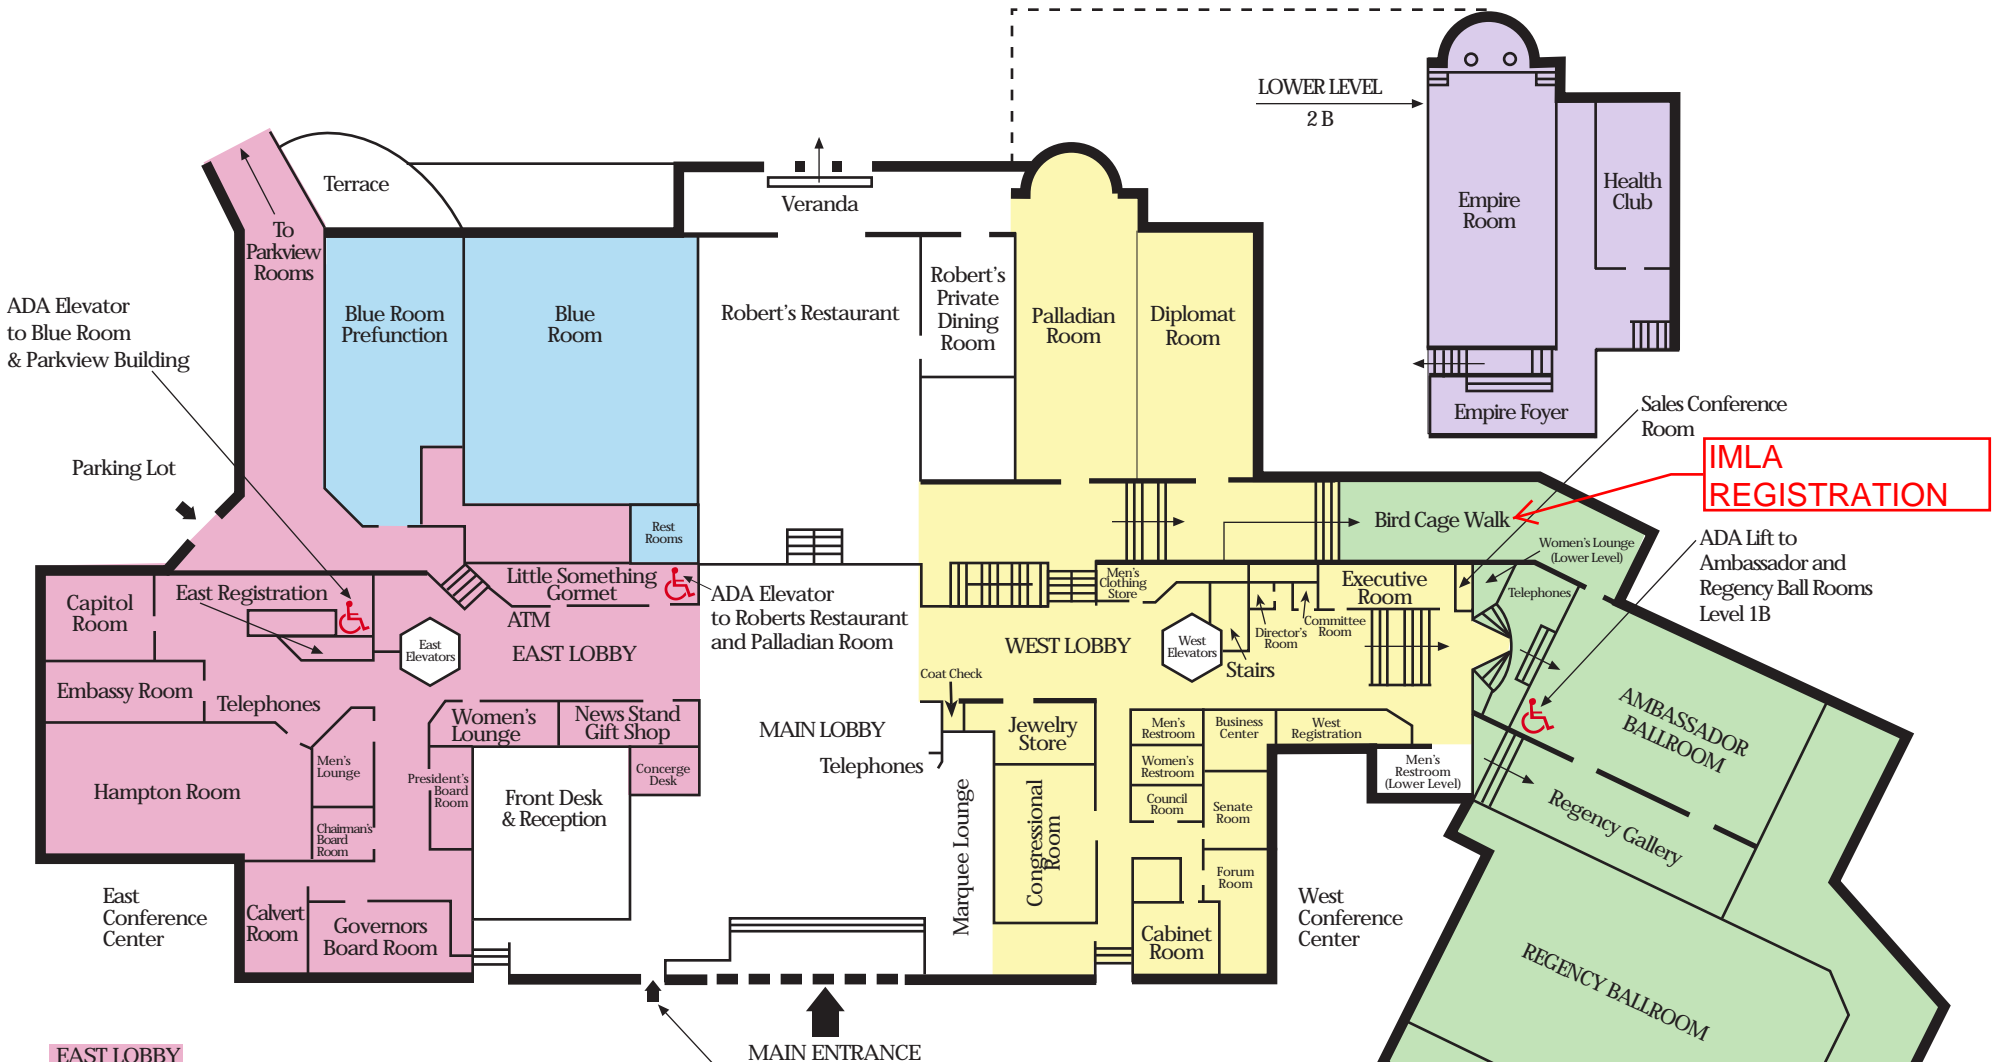 LOWER LEVEL
2 B
Terrace
Veranda
To
Parkview
Rooms
Empire
Room
Health
Club
Empire Foyer
ADA Elevator
to Blue Room
& Parkview Building
Blue Room
Prefunction
Blue
Room
Robert's Restaurant
Robert's
Private
Dining
Room
Palladian
Room
Diplomat
Room
Sales Conference
Room
IMLA
REGISTRATION
Parking Lot
Rest
Rooms
Bird Cage Walk
Women's Lounge
(Lower Level)
ADA Lift to
Ambassador and
Regency Ball Rooms
Level 1B
Capitol
Room
East Registration
Little Something
Gormet
ATM
ADA Elevator
to Roberts Restaurant
and Palladian Room
Men's
Clothing
Store
Executive
Room
Telephones
East
Elevators
EAST LOBBY
WEST LOBBY
West
Elevators
Stairs
Director's
Room
Committee
Room
Embassy Room
Telephones
Coat Check
Women's
Lounge
News Stand
Gift Shop
MAIN LOBBY
Telephones
Jewelry
Store
Men's
Restroom
Business
Center
West
Registration
AMBASSADOR
BALLROOM
Hampton Room
Men's
Lounge
President's
Board
Room
Concerge
Desk
Front Desk
& Reception
Women's
Restroom
Men's
Restroom
(Lower Level)
Council
Room
Senate
Room
Regency Gallery
Chairman's
Board
Room
Marquee Lounge
Congressional
Room
Forum
Room
East
Conference
Center
Calvert
Room
Governors
Board Room
Cabinet
Room
West
Conference
Center
REGENCY BALLROOM
EAST LOBBY
MAIN ENTRANCE